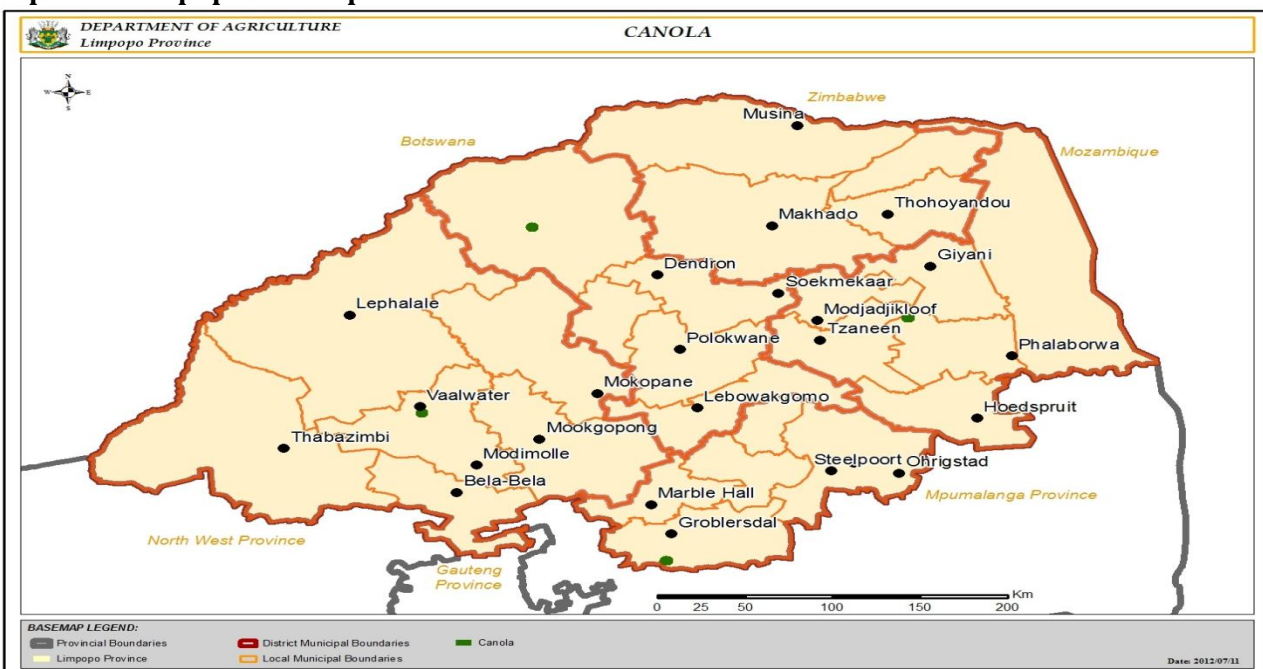 DEPARTMENT OF AGRICULTURE
Limpopo Province
CANOLA
N
W E
S
Zimbabwe
Musina
Botswana
Mozambique
Thohoyandou
Makhado
Giyani
Dendron
Soekmekaar
Lephalale
Modjadjikloof
Tzaneen
Polokwane
Phalaborwa
Mokopane
Vaalwater
Lebowakgomo
Hoedspruit
Mookgopong
Thabazimbi
Modimolle
Steelpoort
Ohrigstad
Bela-Bela
Marble Hall
Mpumalanga Province
Groblersdal
North West Province
Gauteng
Province
Km
0 25 50 100 150 200
BASEMAP LEGEND:
Provincial Boundaries
District Municipal Boundaries
Canola
Limpopo Province
Local Municipal Boundaries
Date: 2012/07/11